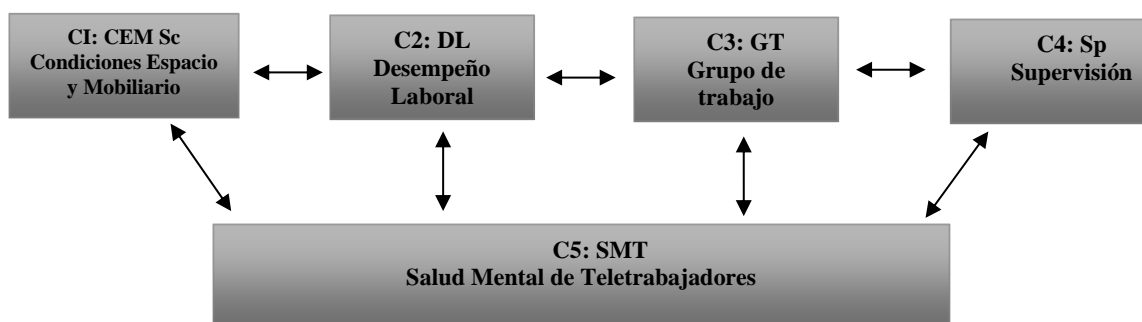 CI: CEM Sc
Condiciones Espacio
y Mobiliario
C2: DL
Desempeño
Laboral
C3: GT
Grupo de
trabajo
C4: Sp
Supervisión
C5: SMT
Salud Mental de Teletrabajadores